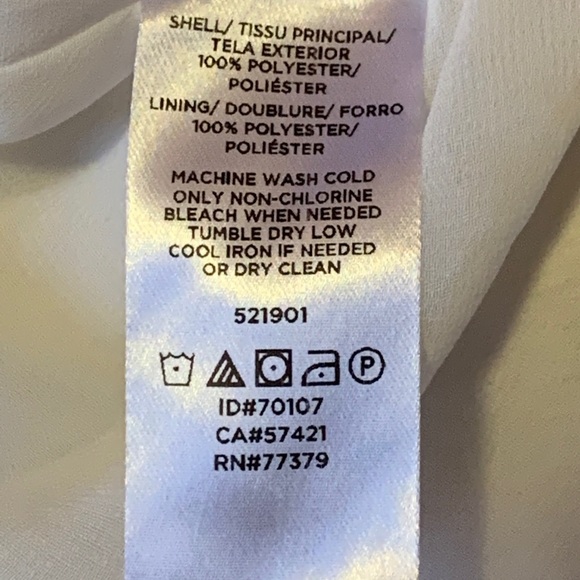 SHELL/ TISSU PRINCIPAL/
TELA EXTERIOR
100% POLYESTER/
POLIÉSTER
LINING/ DOUBLURE/ FORRO
100% POLYESTER/
POLIÉSTER
MACHINE WASH COLD
ONLY NON-CHLORINE
BLEACH WHEN NEEDED
TUMBLE DRY LOW
COOL IRON IF NEEDED
OR DRY CLEAN
521901
P
ID#70107
CA#57421
RN#77379